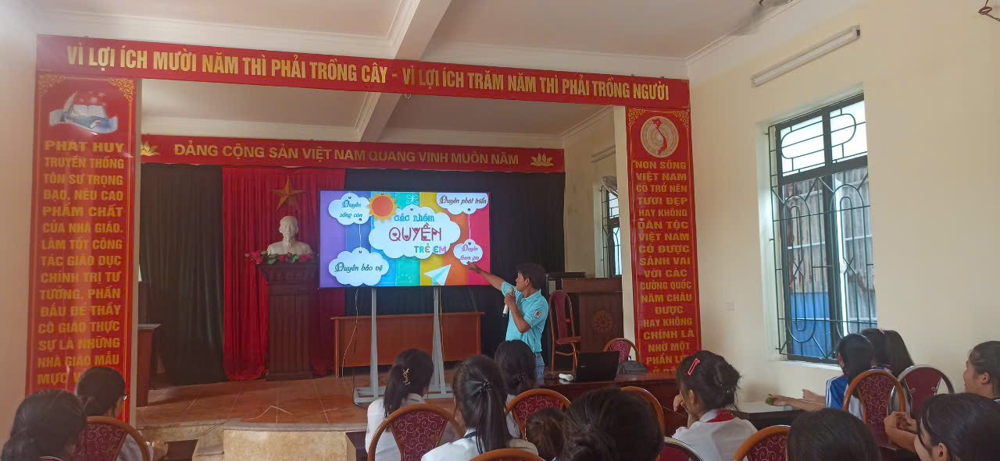 VÌ LỢI ÍCH MƯỜI NĂM THÌ PHẢI TRỒNG CÂY - VÌ LỢI ÍCH TRĂM NĂM THÌ PHẢI TRỒNG NGƯỜI
ĐẢNG CỘNG SẢN VIỆT NAM QUANG VINH MUÔN NĂM
PHÁT HUY
TRUYỀN THỐNG
TÔN SƯ TRỌNG
ĐẠO, NÊU CAO
PHẨM CHẤT
CỦA NHÀ GIÁO.
LÀM TỐT CÔNG
TÁC GIÁO DỤC
CHÍNH TRỊ TƯ
TƯỞNG, PHẤN
ĐẤU ĐỂ THẦY
CÔ GIÁO THỰC
SỰ LÀ NHỮNG
NHÀ GIÁO MẪU
MỰC
Quyền
sống còn
Quyền phát triển
các nhóm
QUYỀN
TRẺ EM
Quyền
tham gia
Quyền bảo vệ
"NON SÔNG
VIỆT NAM
CÓ TRỞ NÊN
TƯƠI ĐẸP
HAY KHÔNG
DÂN TỘC
VIỆT NAM
CÓ ĐƯỢC
SÁNH VAI
VỚI CÁC
CƯỜNG QUỐC
NĂM CHÂU
ĐƯỢC
HAY KHÔNG
CHÍNH LÀ
NHỜ MỘT
PHẦN LỚN